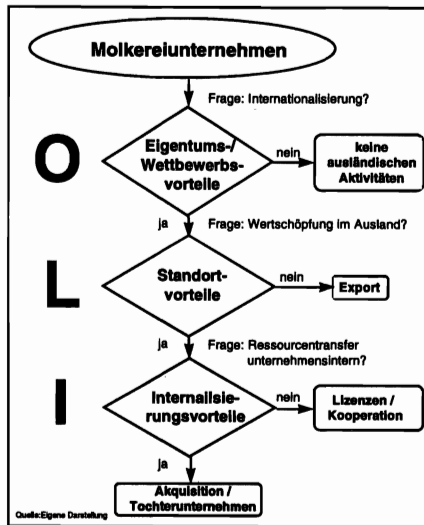 Molkereiunternehmen
Frage: Internationalisierung?
O
Eigentums-/
Wettbewerbs-
vorteile
nein
keine
ausländischen
Aktivitäten
ja
Frage: Wertschöpfung im Ausland?
L
Standort-
vorteile
nein
Export
ja
Frage: Ressourcentransfer
unternehmensintern?
I
Internalisie-
rungsvorteile
nein
Lizenzen /
Kooperation
ja
Akquisition /
Tochterunternehmen
Quelle:Eigene Darstellung